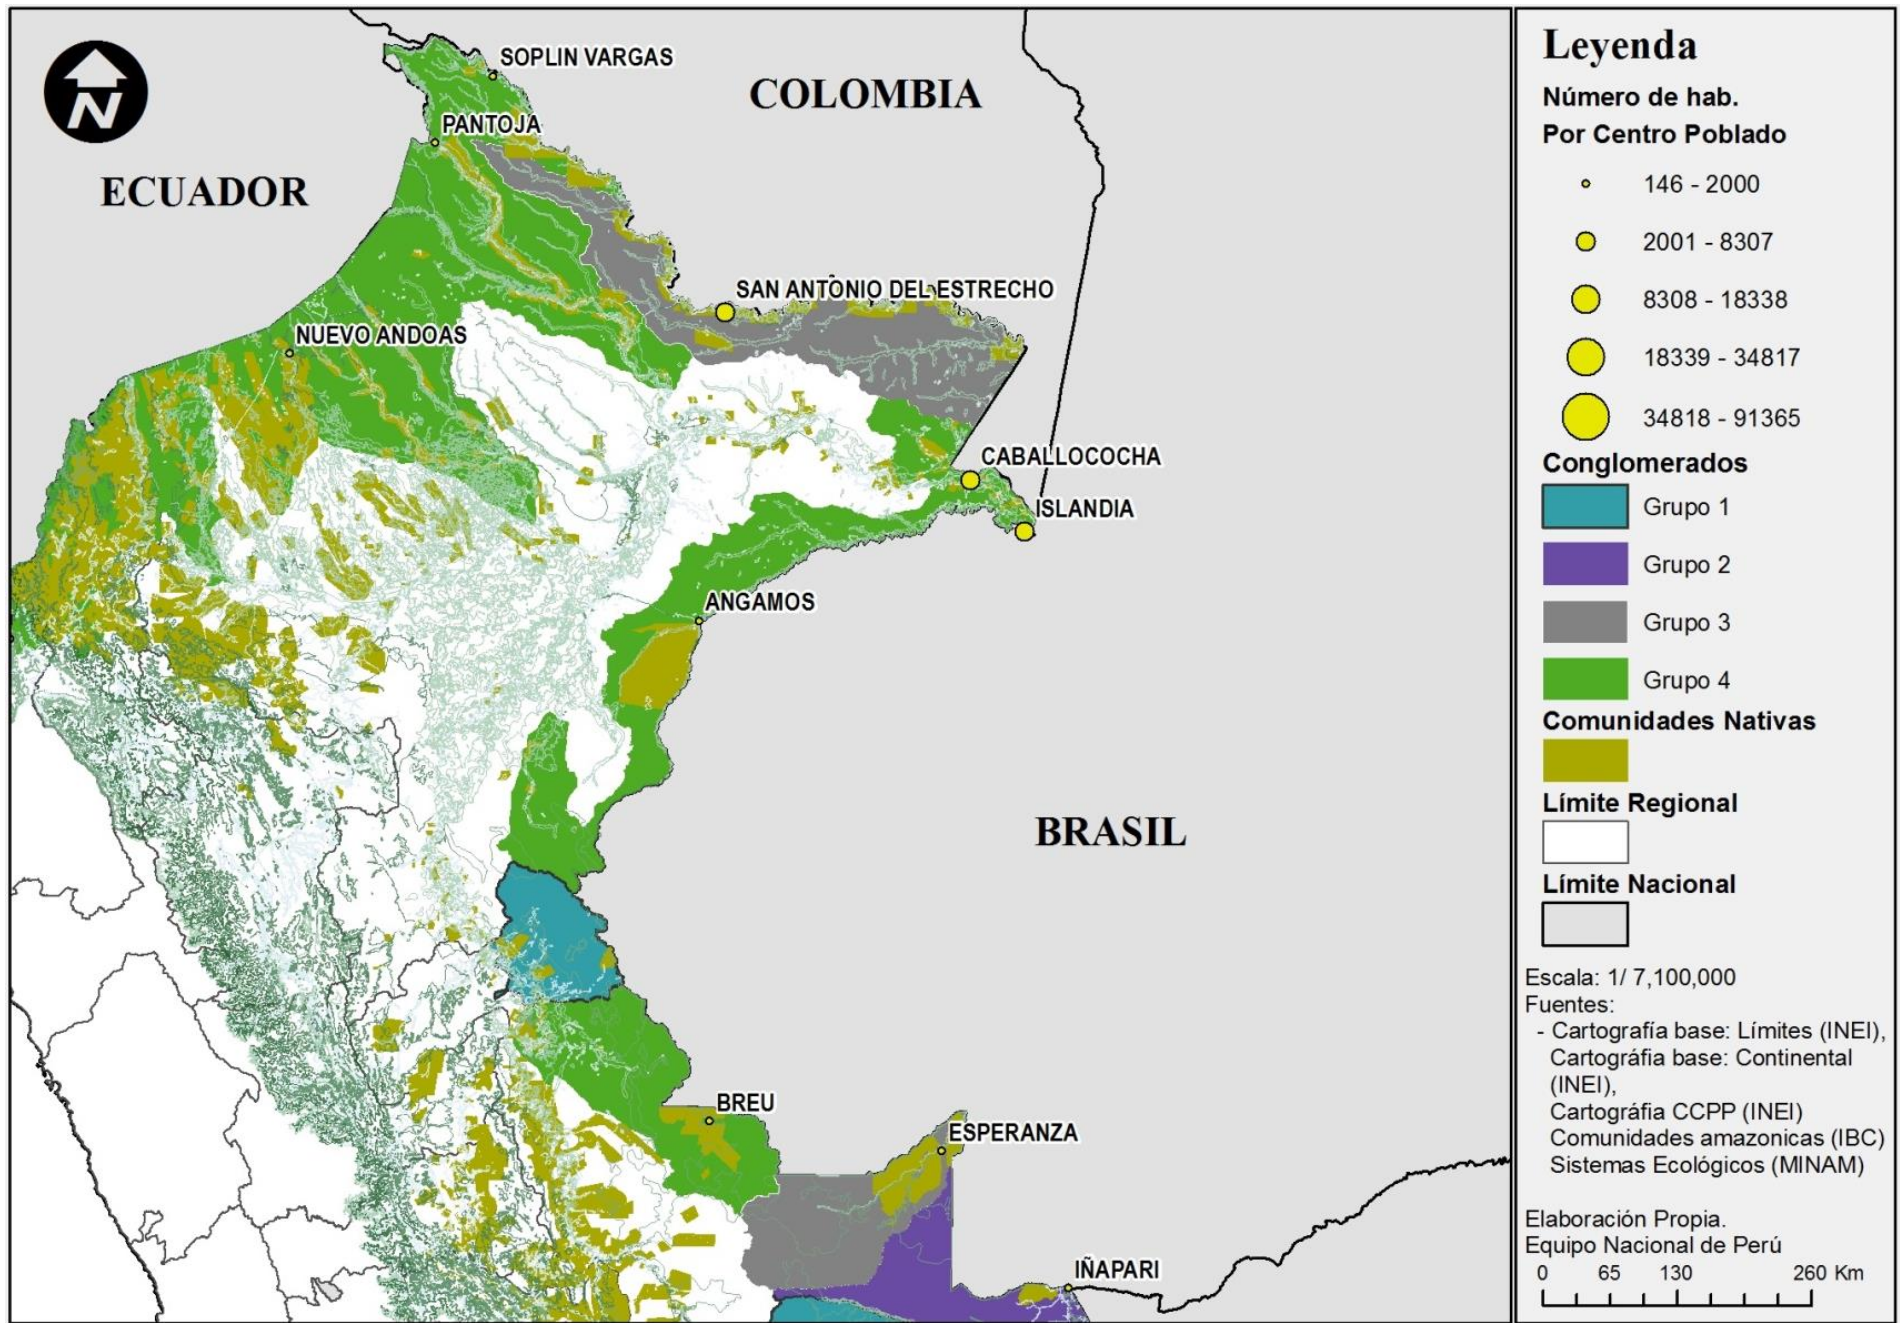 N
SOPLIN VARGAS
COLOMBIA
PANTOJA
ECUADOR
SAN ANTONIO DEL ESTRECHO
NUEVO ANDOAS
CABALLOCOCHA
ISLANDIA
ANGAMOS
BRASIL
BREU
ESPERANZA
IÑAPARI
Leyenda
Número de hab.
Por Centro Poblado
146 - 2000
2001 - 8307
8308 - 18338
18339 - 34817
34818 - 91365
Conglomerados
Grupo 1
Grupo 2
Grupo 3
Grupo 4
Comunidades Nativas
Límite Regional
Límite Nacional
Escala: 1/ 7,100,000
Fuentes:
- Cartografía base: Límites (INEI),
Cartográfia base: Continental
(INEI),
Cartográfia CCPP (INEI)
Comunidades amazonicas (IBC)
Sistemas Ecológicos (MINAM)
Elaboración Propia.
Equipo Nacional de Perú
0 65 130 260 Km